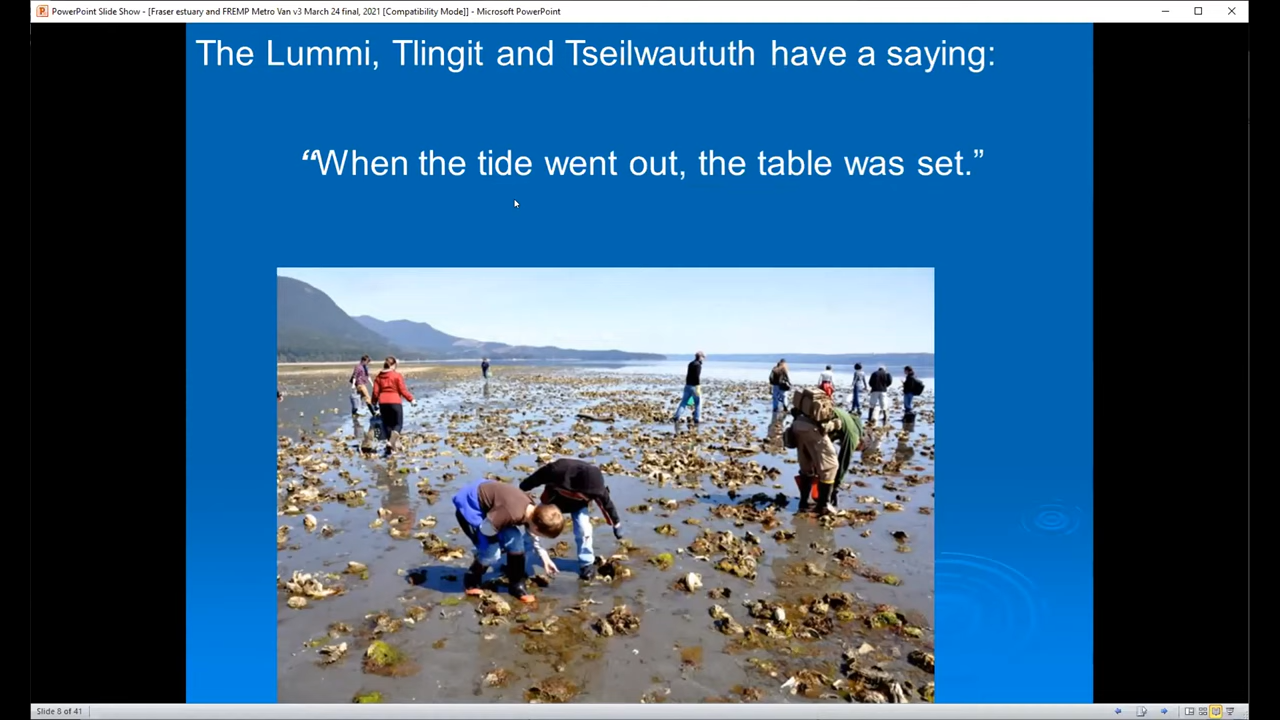 PowerPoint Slide Show - [Fraser estuary and FREMP Metro Van v3 March 24 final, 2021 [Compatibility Mode]] - Microsoft PowerPoint
The Lummi, Tlingit and Tseilwaututh have a saying:
“When the tide went out, the table was set.”
Slide 8 of 41